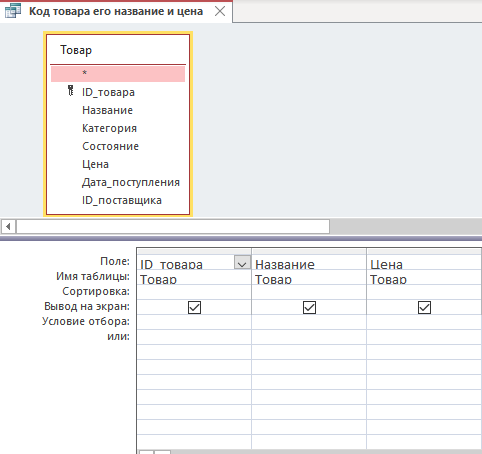 Код товара его название и цена
Товар
*
ID_товара
Название
Категория
Состояние
Цена
Дата_поступления
ID_поставщика
Поле: ID_товара Название Цена
Имя таблицы: Товар Товар Товар
Сортировка:
Вывод на экран:
Условие отбора:
или: